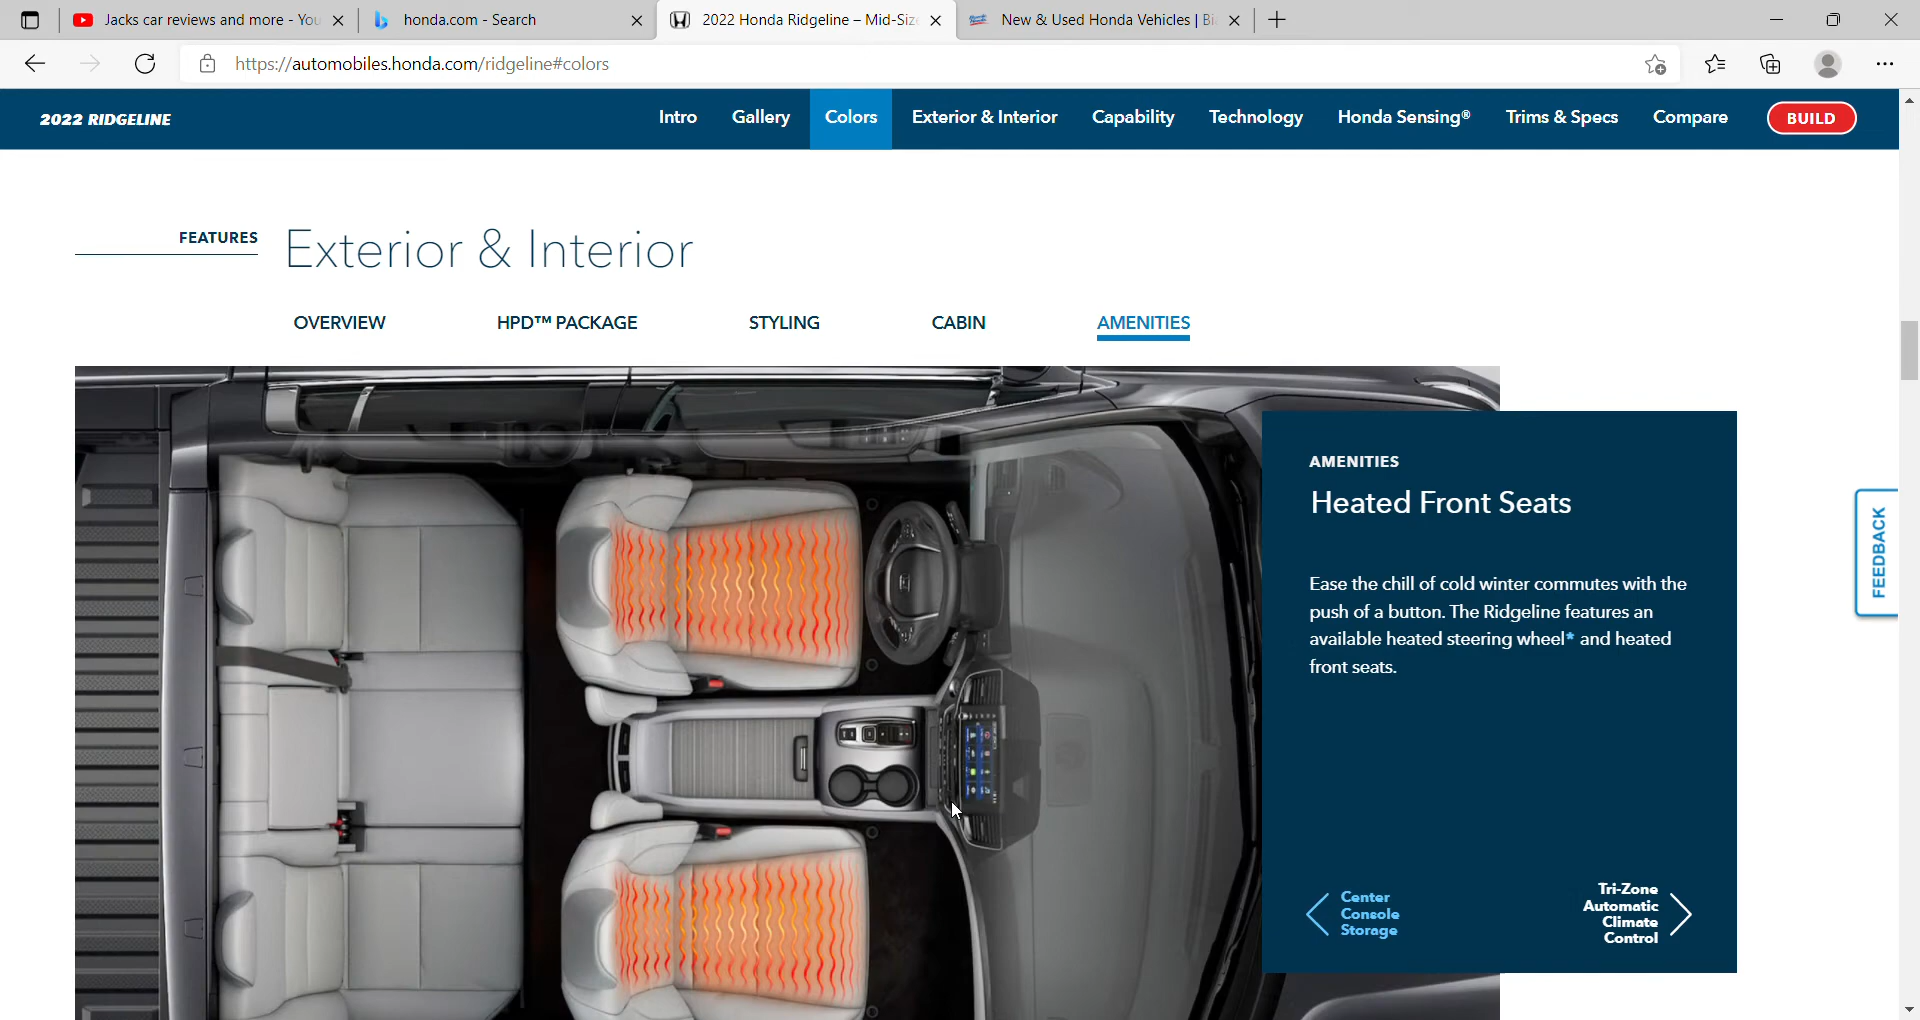 Jacks car reviews and more - You
honda.com - Search
2022 Honda Ridgeline – Mid-Size
New & Used Honda Vehicles | Bi
https://automobiles.honda.com/ridgeline#colors
2022 RIDGELINE
Intro
Gallery
Colors
Exterior & Interior
Capability
Technology
Honda Sensing®
Trims & Specs
Compare
BUILD
FEATURES
Exterior & Interior
OVERVIEW
HPD™ PACKAGE
STYLING
CABIN
AMENITIES
AMENITIES
Heated Front Seats
Ease the chill of cold winter commutes with the
push of a button. The Ridgeline features an
available heated steering wheel* and heated
front seats.
Center
Console
Storage
Tri-Zone
Automatic
Climate
Control
FEEDBACK